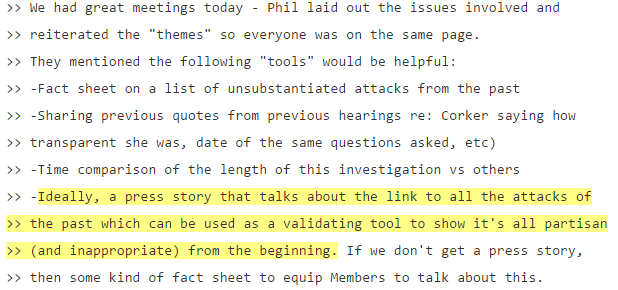 >> We had great meetings today - Phil laid out the issues involved and
>> reiterated the "themes" so everyone was on the same page.
>> They mentioned the following "tools" would be helpful:
>> -Fact sheet on a list of unsubstantiated attacks from the past
>> -Sharing previous quotes from previous hearings re: Corker saying how
>> transparent she was, date of the same questions asked, etc)
>> -Time comparison of the length of this investigation vs others
>> -Ideally, a press story that talks about the link to all the attacks of
>> the past which can be used as a validating tool to show it's all partisan
>> (and inappropriate) from the beginning. If we don't get a press story,
>> then some kind of fact sheet to equip Members to talk about this.